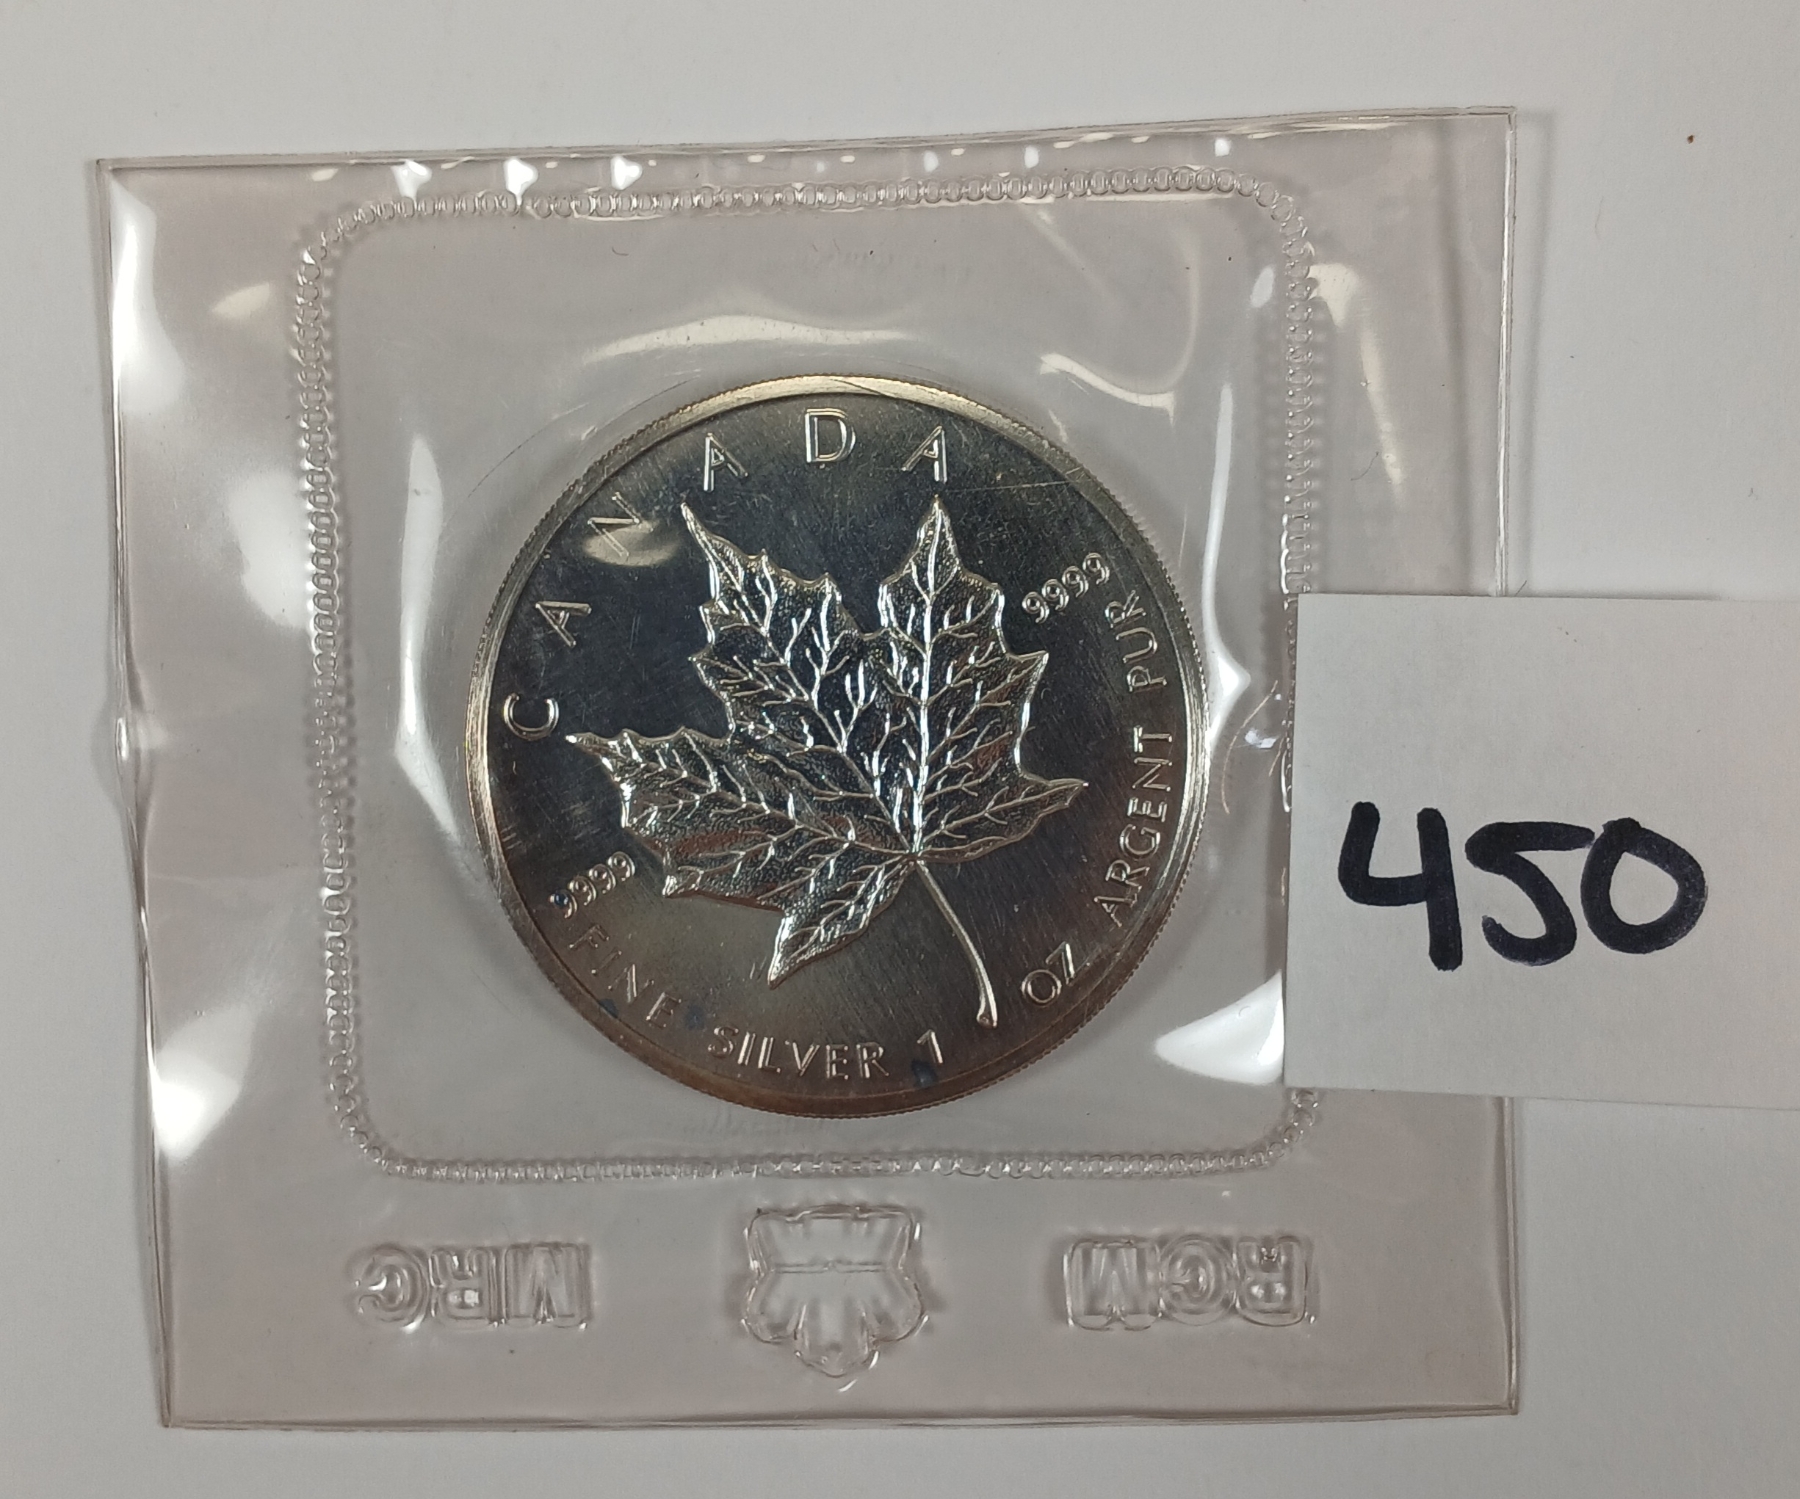 CANADA
9999
9999
FINE SILVER 1 OZ ARGENT PUR
450
MRC
RCM